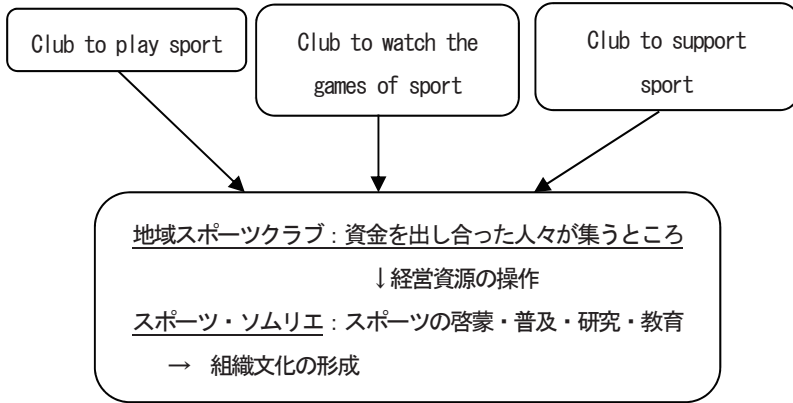 Club to play sport
Club to watch the
games of sport
Club to support
sport
地域スポーツクラブ：資金を出し合った人々が集うところ
↓経営資源の操作
スポーツ・ソムリエ：スポーツの啓蒙・普及・研究・教育
→　組織文化の形成